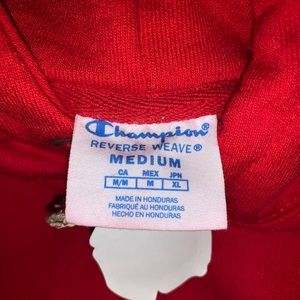 Champion®
REVERSE WEAVE®
MEDIUM
CA MEX JPN
M/M M XL
MADE IN HONDURAS
FABRIQUÉ AU HONDURAS
HECHO EN HONDURAS